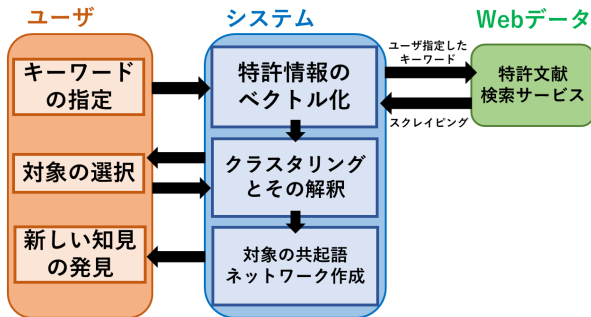 ユーザ
システム
Webデータ
キーワード
の指定
対象の選択
新しい知見
の発見
特許情報の
ベクトル化
クラスタリング
とその解釈
対象の共起語
ネットワーク作成
ユーザ指定した
キーワード
スクレイピング
特許文献
検索サービス